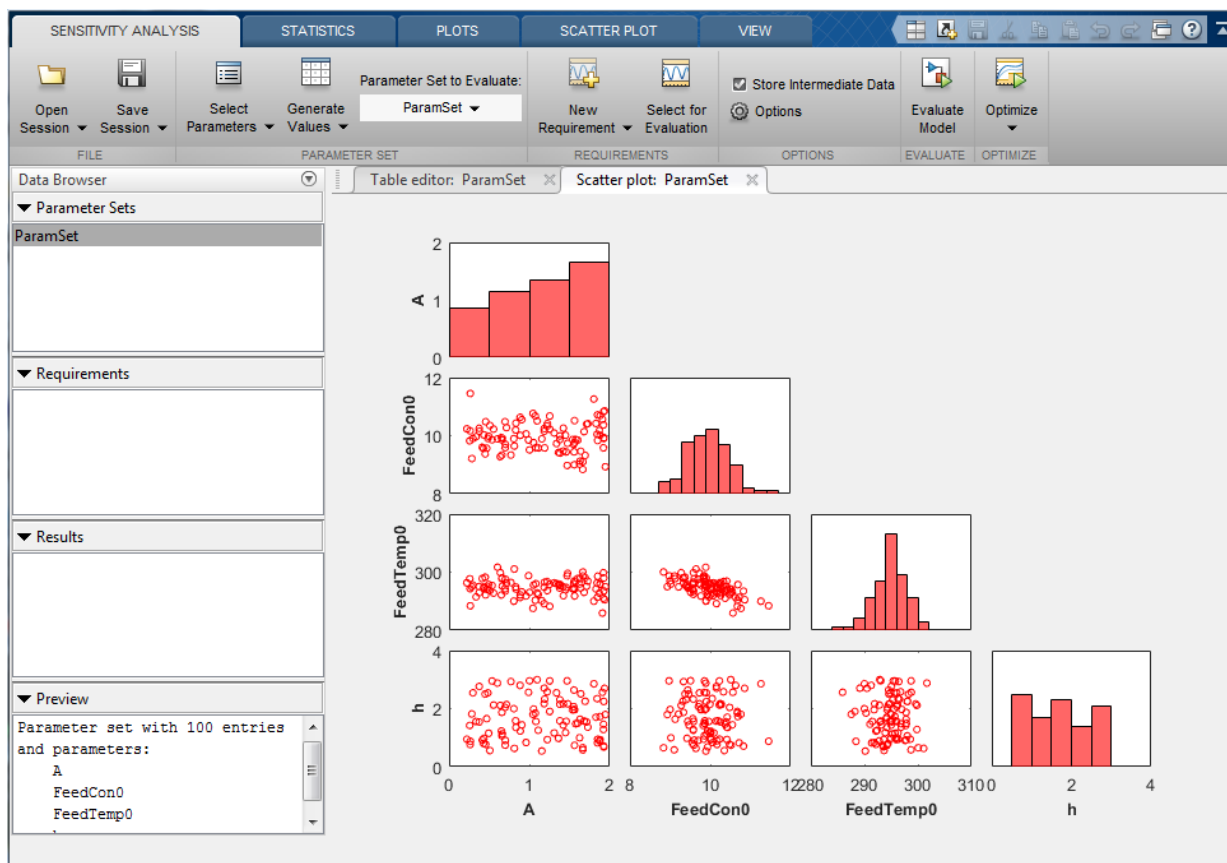 SENSITIVITY ANALYSIS STATISTICS PLOTS SCATTER PLOT VIEW
Open Session
Save Session
Select Parameters
Generate Values
Parameter Set to Evaluate:
ParamSet
New Requirement
Select for Evaluation
Store Intermediate Data
Options
Evaluate Model
Optimize
FILE PARAMETER SET REQUIREMENTS OPTIONS EVALUATE OPTIMIZE
Data Browser
Parameter Sets
ParamSet
Requirements
Results
Preview
Parameter set with 100 entries
and parameters:
A
FeedCon0
FeedTemp0
Table editor: ParamSet
Scatter plot: ParamSet
2
1
0
A
12
10
8
FeedCon0
320
300
280
FeedTemp0
4
2
0
h
0 1 2 8 10 12 280 290 300 310 0 2 4
A FeedCon0 FeedTemp0 h